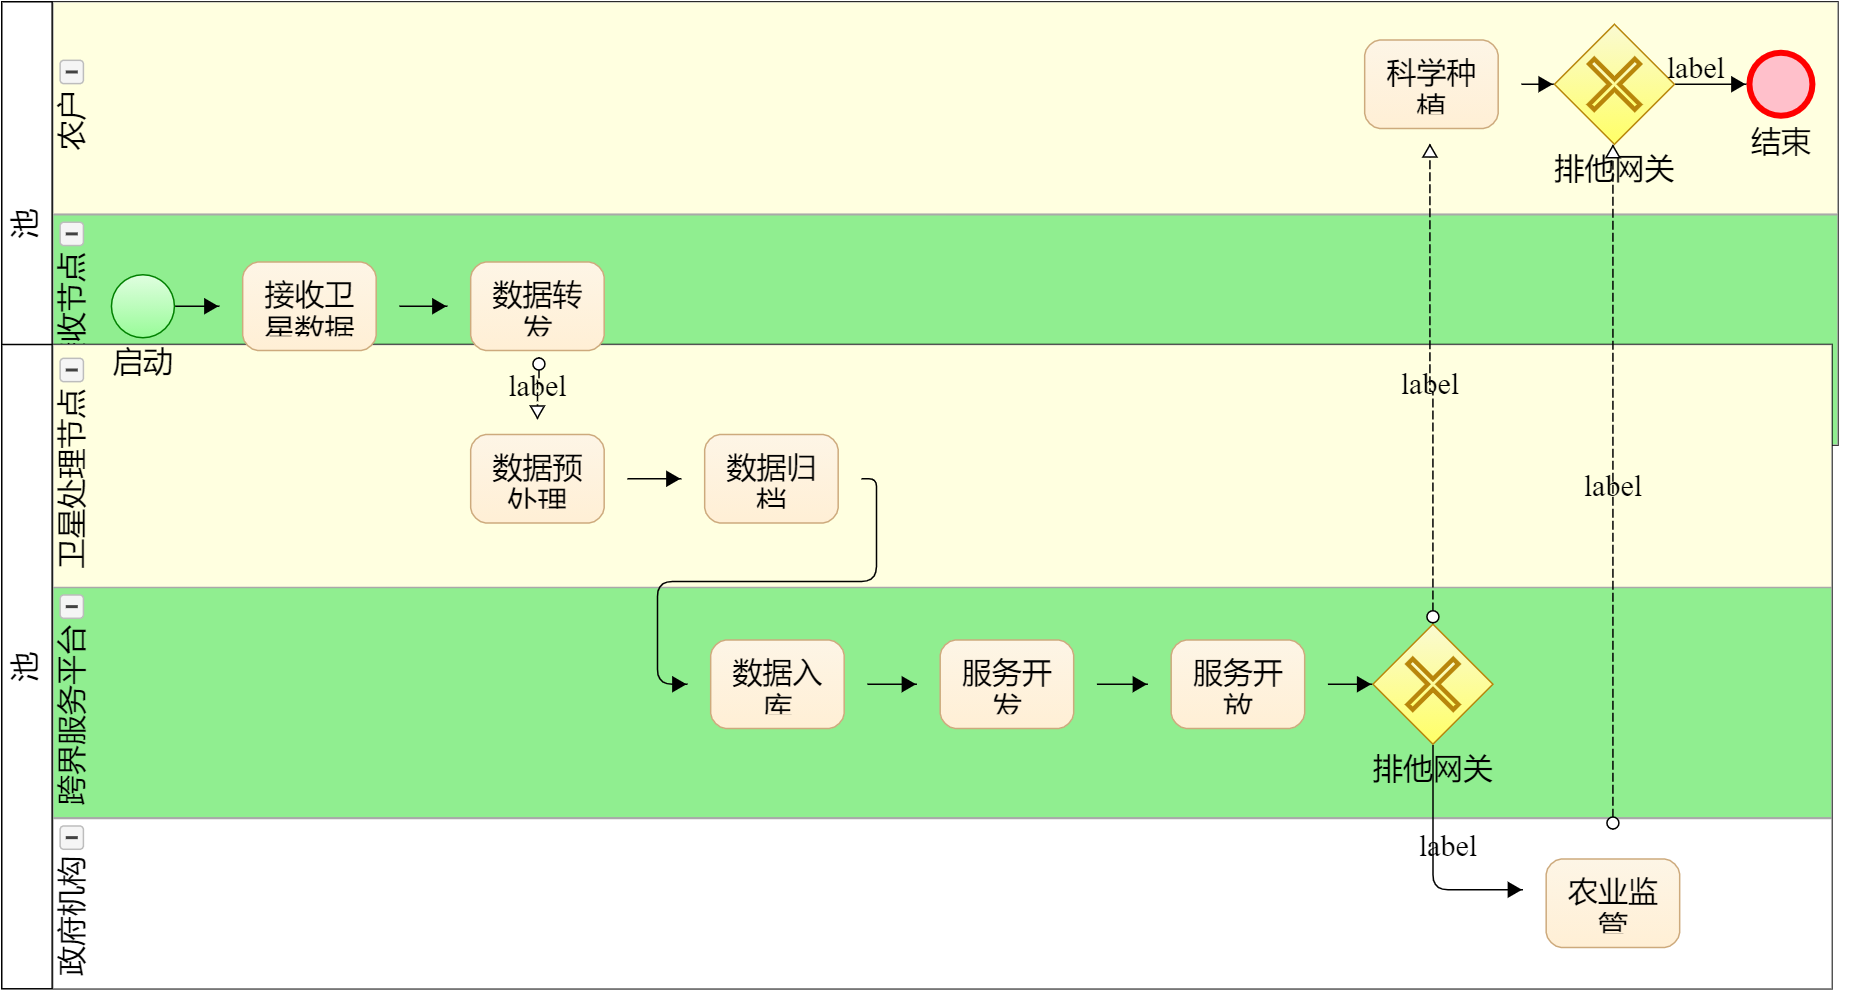 池
农户
科学种
植
label
排他网关
结束
收节点
启动
接收卫
星数据
数据转
发
label
池
卫星处理节点
数据预
处理
数据归
档
label
label
跨界服务平台
数据入
库
服务开
发
服务开
放
排他网关
政府机构
label
农业监
管